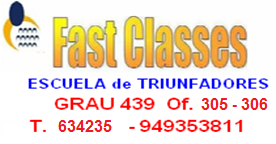 Fast Classes
ESCUELA de TRIUNFADORES
GRAU 439 Of. 305 - 306
T. 634235 - 949353811